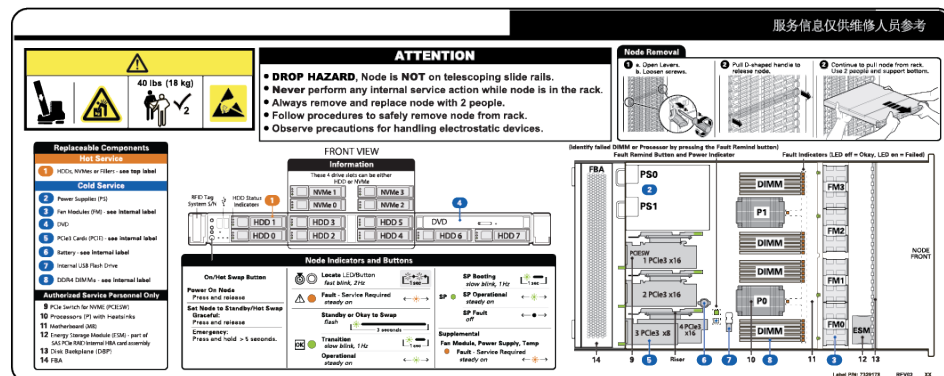 服务信息仅供维修人员参考
40 lbs (18 kg)
2
ATTENTION
• DROP HAZARD, Node is NOT on telescoping slide rails.
• Never perform any internal service action while node is in the rack.
• Always remove and replace node with 2 people.
• Follow procedures to safely remove node from rack.
• Observe precautions for handling electrostatic devices.
Node Removal
1 a. Open Levers.
b. Loosen screws.
2 Pull D-shaped handle to
release node.
2 Continue to pull node from rack.
Use 2 people and support bottom.
Replaceable Components
Hot Service
1 HDDs, NVMes or Fillers - see top label
Cold Service
2 Power Supplies (PS)
3 Fan Modules (FM) - see internal label
4 DVD
5 PCIe3 Cards (PCIE) - see internal label
6 Battery - see internal label
7 Internal USB Flash Drive
8 DDR4 DIMMs - see internal label
Authorized Service Personnel Only
9 PCIe Switch for NVME (PCIESW)
10 Processors (P) with Heatsinks
11 Motherboard (MB)
12 Energy Storage Module (ESM) - part of
SAS PCIe RAID Internal HBA card assembly
13 Disk Backplane (DBP)
14 FBA
FRONT VIEW
Information
These 4 drive slots can be either
HDD or NVMe
NVMe 1
NVMe 3
NVMe 0
NVMe 2
RFID Tag
System S/N
HDD Status
Indicators
1
4
HDD 1
HDD 3
HDD 5
DVD
HDD 0
HDD 2
HDD 4
HDD 6
HDD 7
Node Indicators and Buttons
On/Hot Swap Button
Power On Node
Press and release
Set Node to Standby/Hot Swap
Graceful:
Press and release
Emergency:
Press and hold > 5 seconds.
Locate LED/Button
fast blink, 2Hz
1 sec
Fault - Service Required
steady on
Standby or Okay to Swap
flash
3 seconds
OK
Transition
slow blink, 1Hz
1 sec
Operational
steady on
SP Booting
slow blink, 1Hz
1 sec
SP
SP Operational
steady on
SP Fault
off
Supplemental
Fan Module, Power Supply, Temp
Fault - Service Required
steady on
(Identify failed DIMM or Processor by pressing the Fault Remind button)
Fault Remind Button and Power Indicator
Fault Indicators (LED off = Okay, LED on = Failed)
FBA
PS0
2
PS1
DIMM
P1
DIMM
DIMM
P0
DIMM
FM3
FM2
FM1
FM0
ESM
NODE
FRONT
PCIESW
1 PCIe3 x16
2 PCIe3 x16
3 PCIe3 x8
4 PCIe3
x16
14
9
5
Riser
6
7
8
10
11
3
12
13
Label P/N: 7329178 REV03 XX